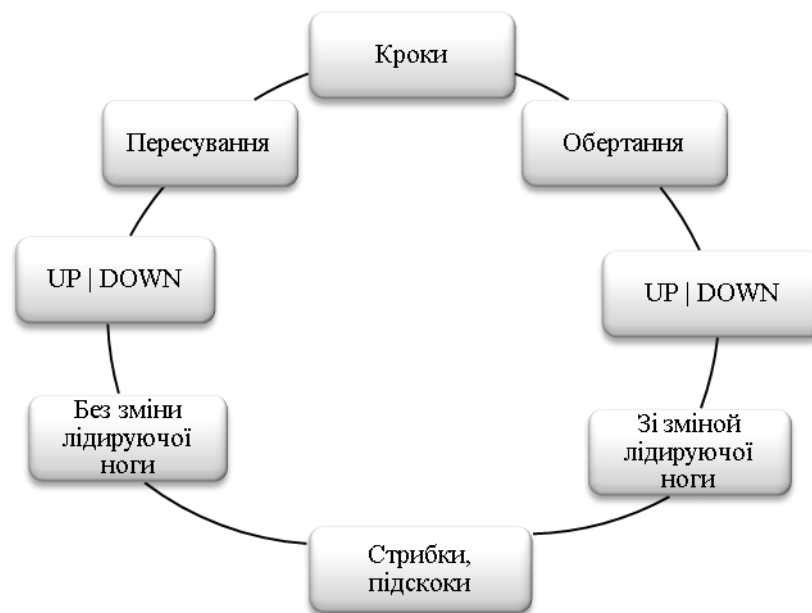 Кроки
Пересування
Обертання
UP | DOWN
UP | DOWN
Без зміни
лідируючої
ноги
Зі зміной
лідируючої
ноги
Стрибки,
підскоки